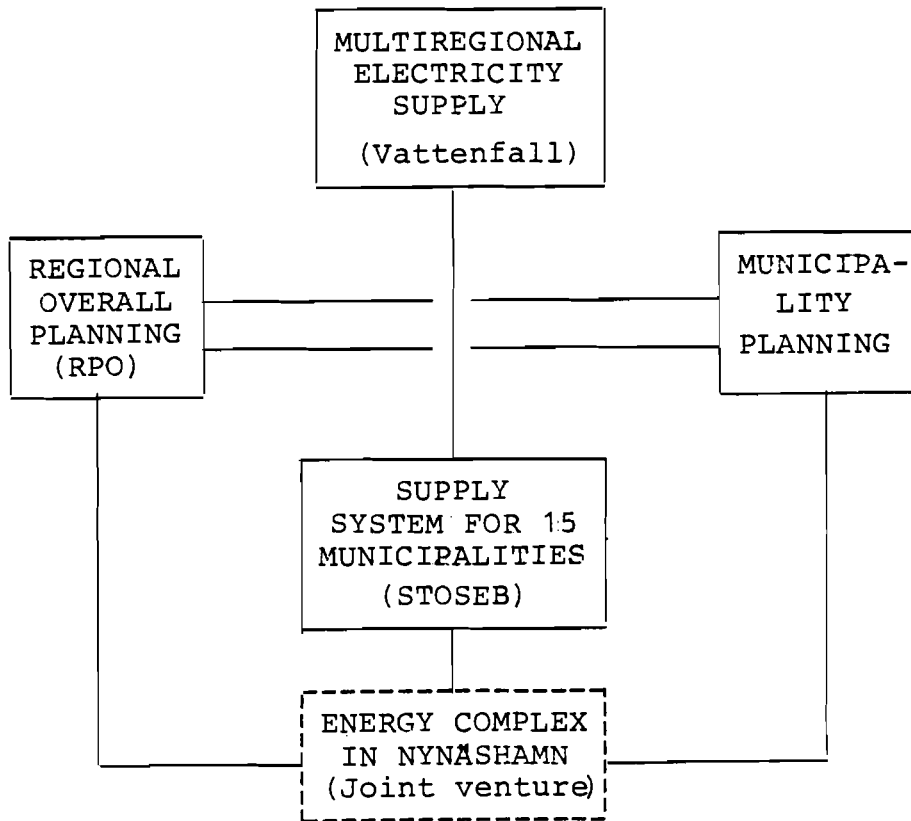 MULTIREGIONAL
ELECTRICITY
SUPPLY
(Vattenfall)
REGIONAL
OVERALL
PLANNING
(RPO)
MUNICIPA-
LITY
PLANNING
SUPPLY
SYSTEM FOR 15
MUNICIPALITIES
(STOSEB)
ENERGY COMPLEX
IN NYNÄSHAMN
(Joint venture)